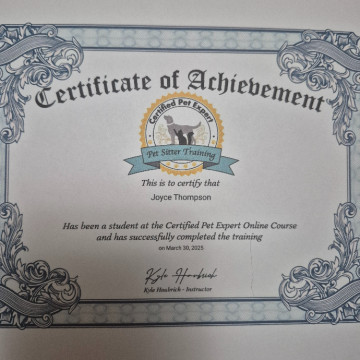 Certificate of Achievement
Certified Pet Expert
Pet Sitter Training
This is to certify that
Joyce Thompson
Has been a student at the Certified Pet Expert Online Course
and has successfully completed the training
on March 30, 2025
Kyle Houbrich - Instructor